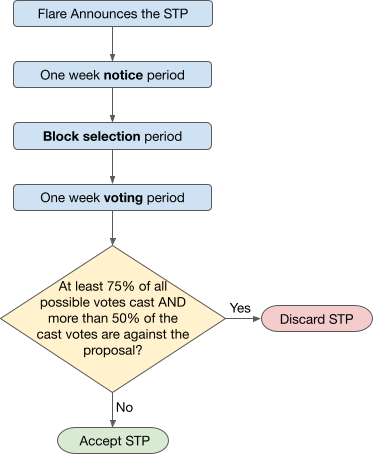 Flare Announces the STP
One week notice period
Block selection period
One week voting period
At least 75% of all
possible votes cast AND
more than 50% of the
cast votes are against the
proposal?
Yes
Discard STP
No
Accept STP